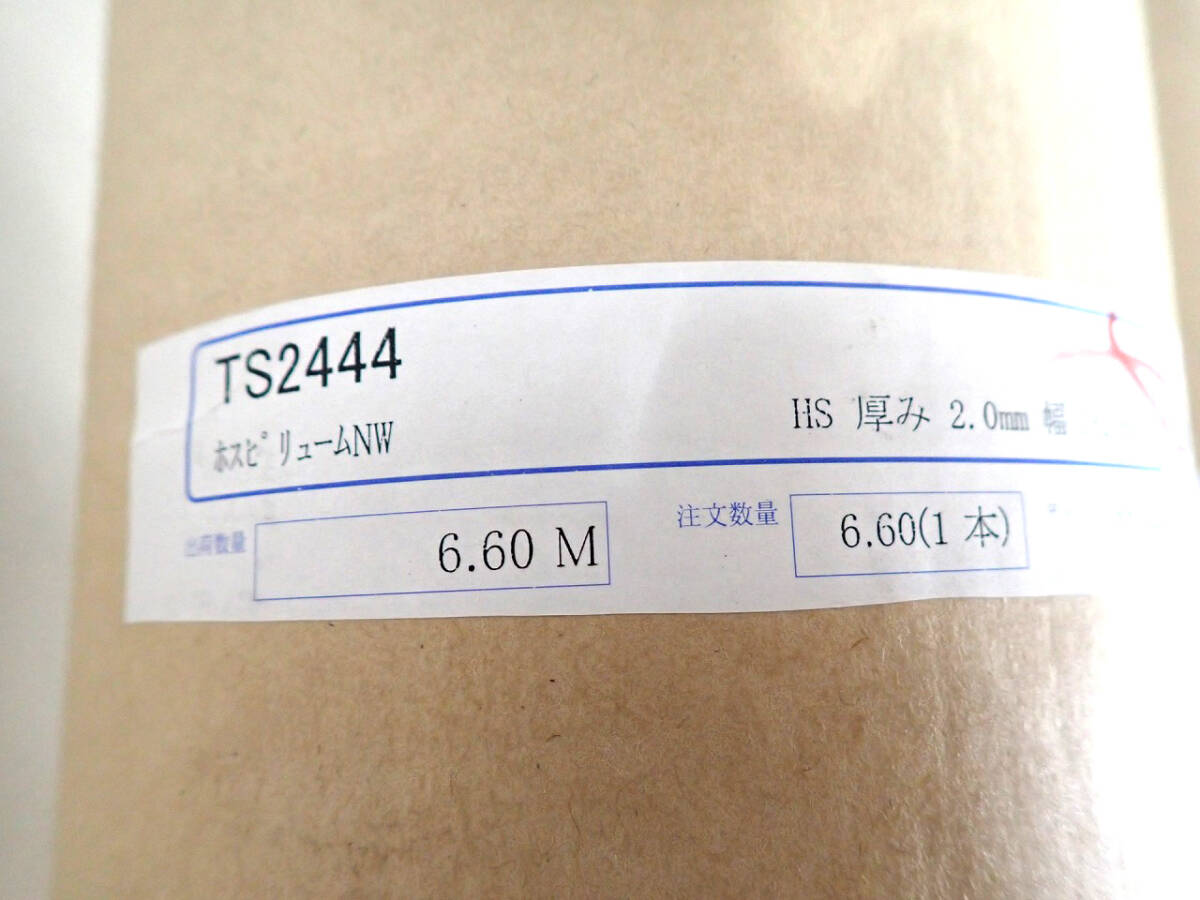 TS2444
ホスピリュームNW
HS 厚み 2.0mm 幅
出荷数量 6.60 M
注文数量 6.60(1 本)